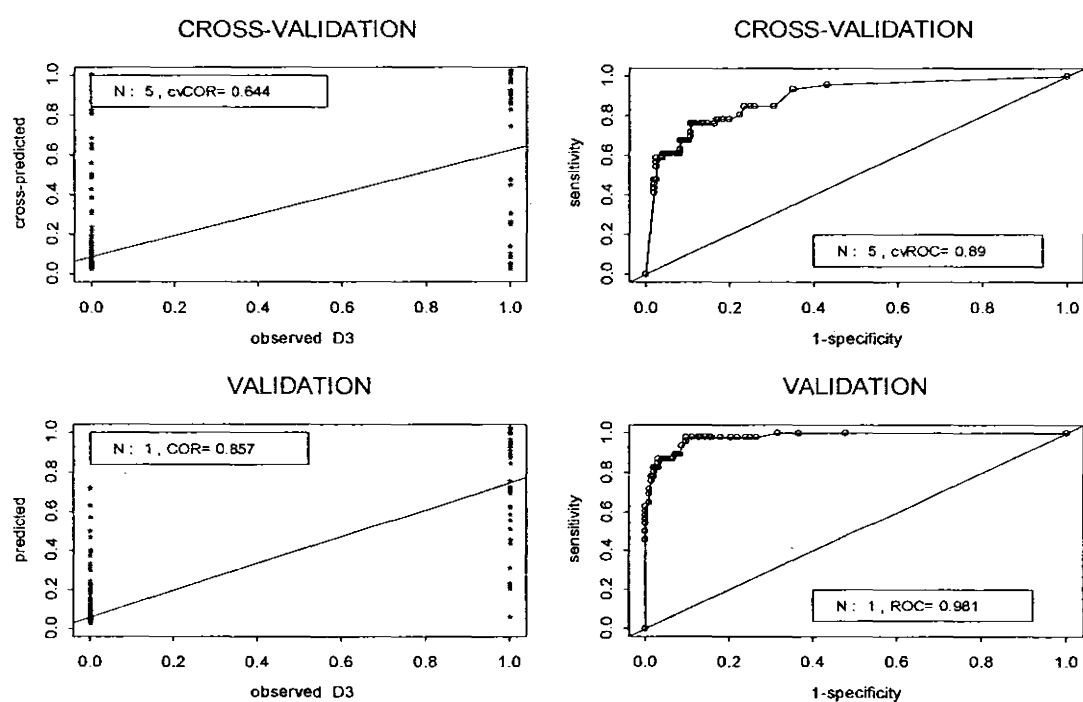 CROSS-VALIDATION
N : 5 , cvCOR= 0.644
cross-predicted
0.0 0.2 0.4 0.6 0.8 1.0
0.0 0.2 0.4 0.6 0.8 1.0
observed D3
CROSS-VALIDATION
N : 5 , cvROC= 0.89
sensitivity
0.0 0.2 0.4 0.6 0.8 1.0
0.0 0.2 0.4 0.6 0.8 1.0
1-specificity
VALIDATION
N : 1 , COR= 0.857
predicted
0.0 0.2 0.4 0.6 0.8 1.0
0.0 0.2 0.4 0.6 0.8 1.0
observed D3
VALIDATION
N : 1 , ROC= 0.981
sensitivity
0.0 0.2 0.4 0.6 0.8 1.0
0.0 0.2 0.4 0.6 0.8 1.0
1-specificity